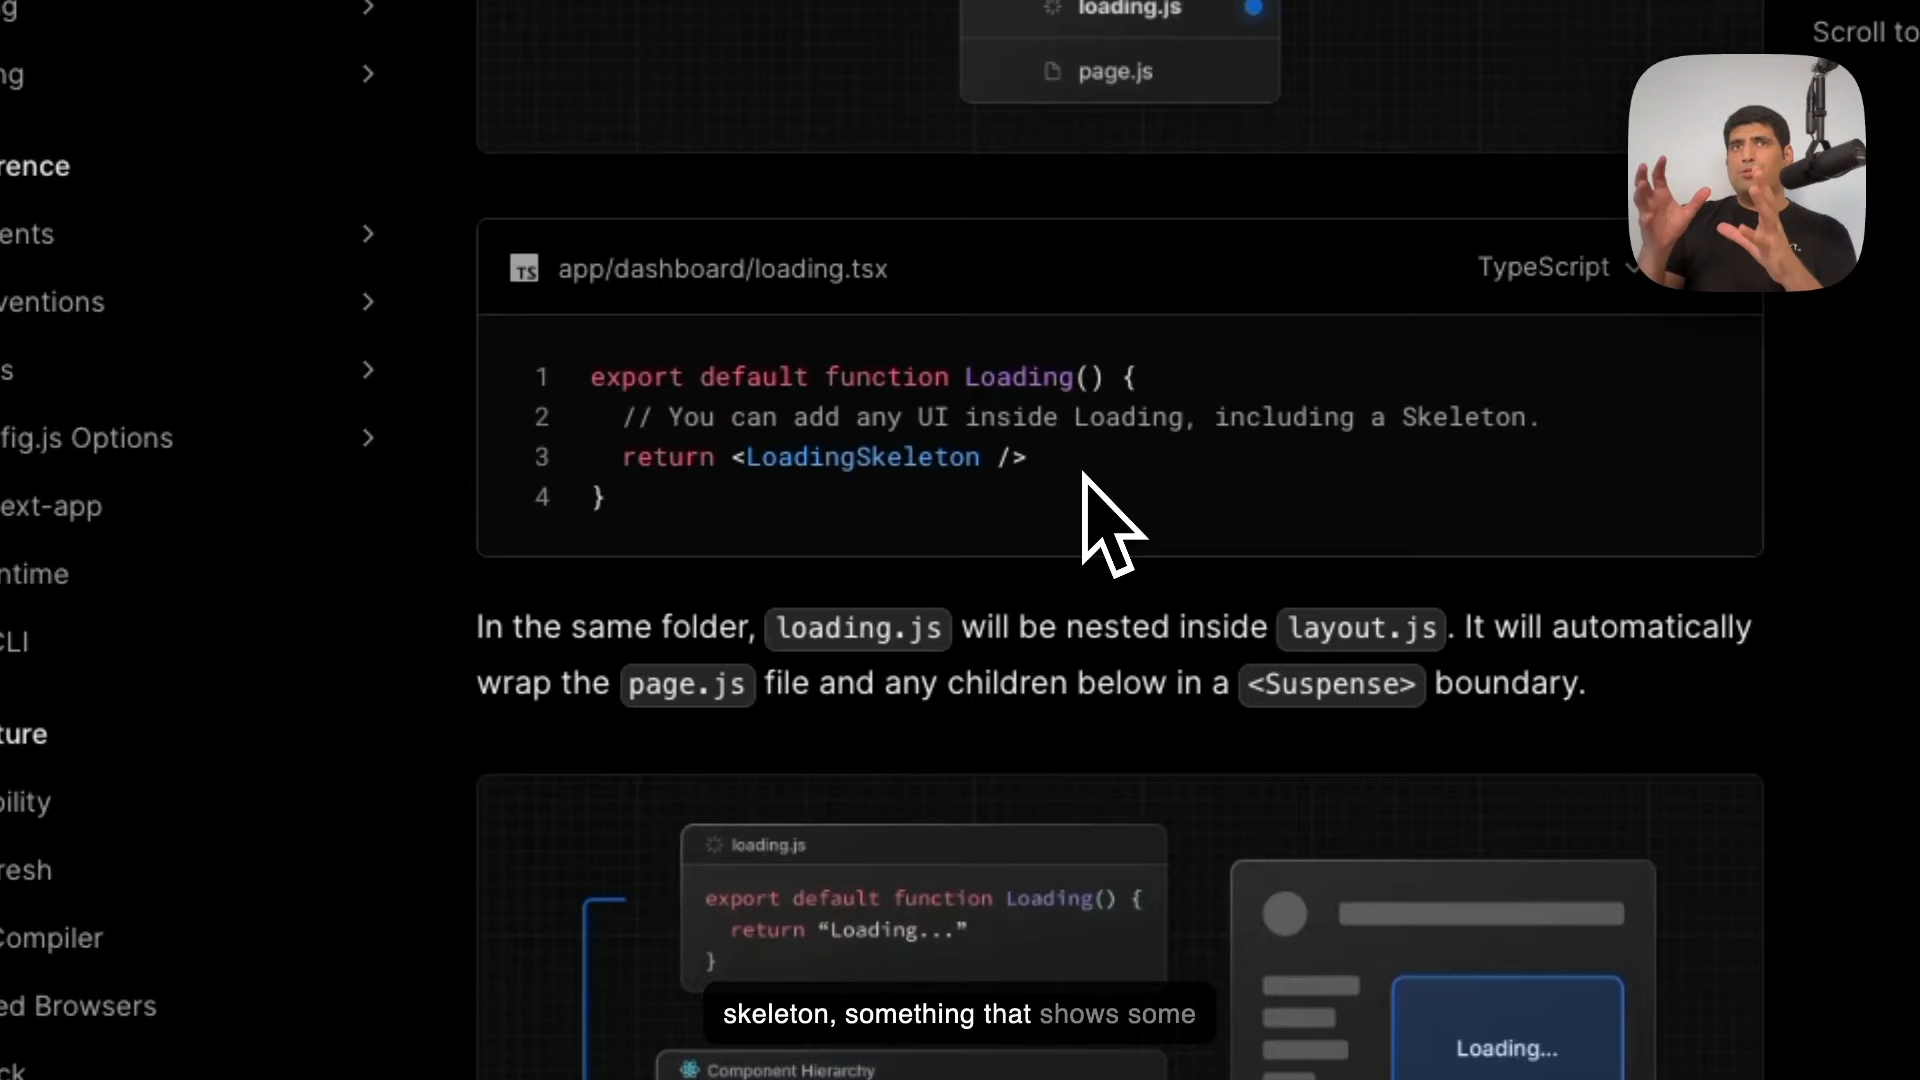 ng
loading.js
Scroll to
ng
page.js
rence
ents
TS app/dashboard/loading.tsx
TypeScript
ventions
s
1 export default function Loading() {
2 // You can add any UI inside Loading, including a Skeleton.
3 return <LoadingSkeleton />
4 }
fig.js Options
ext-app
ntime
CLI
In the same folder, loading.js will be nested inside layout.js. It will automatically
wrap the page.js file and any children below in a <Suspense> boundary.
ture
bility
resh
Compiler
ed Browsers
ck
loading.js
export default function Loading() {
return “Loading...”
}
skeleton, something that shows some
Loading...
Component Hierarchy